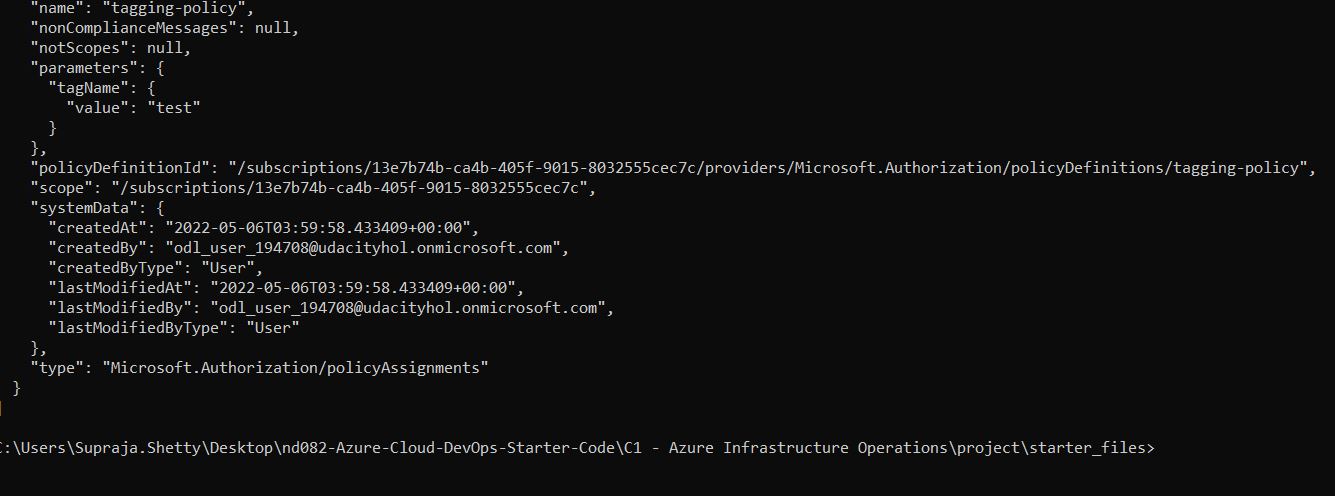 "name": "tagging-policy",
"nonComplianceMessages": null,
"notScopes": null,
"parameters": {
"tagName": {
"value": "test"
}
},
"policyDefinitionId": "/subscriptions/13e7b74b-ca4b-405f-9015-8032555cec7c/providers/Microsoft.Authorization/policyDefinitions/tagging-policy",
"scope": "/subscriptions/13e7b74b-ca4b-405f-9015-8032555cec7c",
"systemData": {
"createdAt": "2022-05-06T03:59:58.433409+00:00",
"createdBy": "odl_user_194708@udacityhol.onmicrosoft.com",
"createdByType": "User",
"lastModifiedAt": "2022-05-06T03:59:58.433409+00:00",
"lastModifiedBy": "odl_user_194708@udacityhol.onmicrosoft.com",
"lastModifiedByType": "User"
},
"type": "Microsoft.Authorization/policyAssignments"
}
]
C:\Users\Supraja.Shetty\Desktop\nd082-Azure-Cloud-DevOps-Starter-Code\C1 - Azure Infrastructure Operations\project\starter_files>